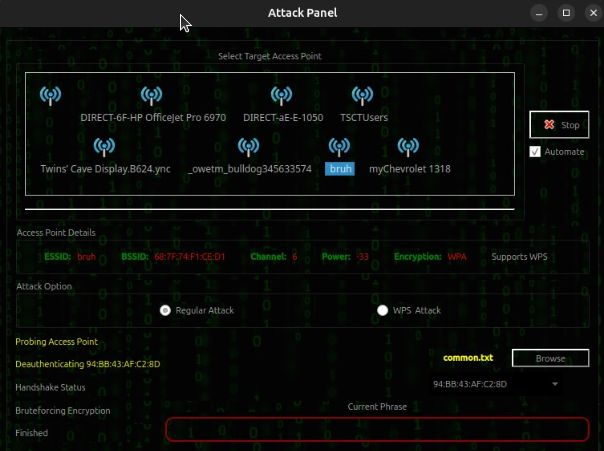 Attack Panel
Select Target Access Point
DIRECT-6F-HP OfficeJet Pro 6970 DIRECT-aE-E-1050 TSCTUsers
Stop
Automate
Twins' Cave Display.B624.ync _owetm_bulldog345633574 bruh myChevrolet 1318
Access Point Details
ESSID: bruh BSSID: 68:7F:74:F1:CE:D1 Channel: 6 Power: -33 Encryption: WPA Supports WPS
Attack Option
Regular Attack WPS Attack
Probing Access Point
common.txt Browse
Deauthenticating 94:BB:43:AF:C2:8D
Handshake Status 94:BB:43:AF:C2:8D
Bruteforcing Encryption Current Phrase
Finished